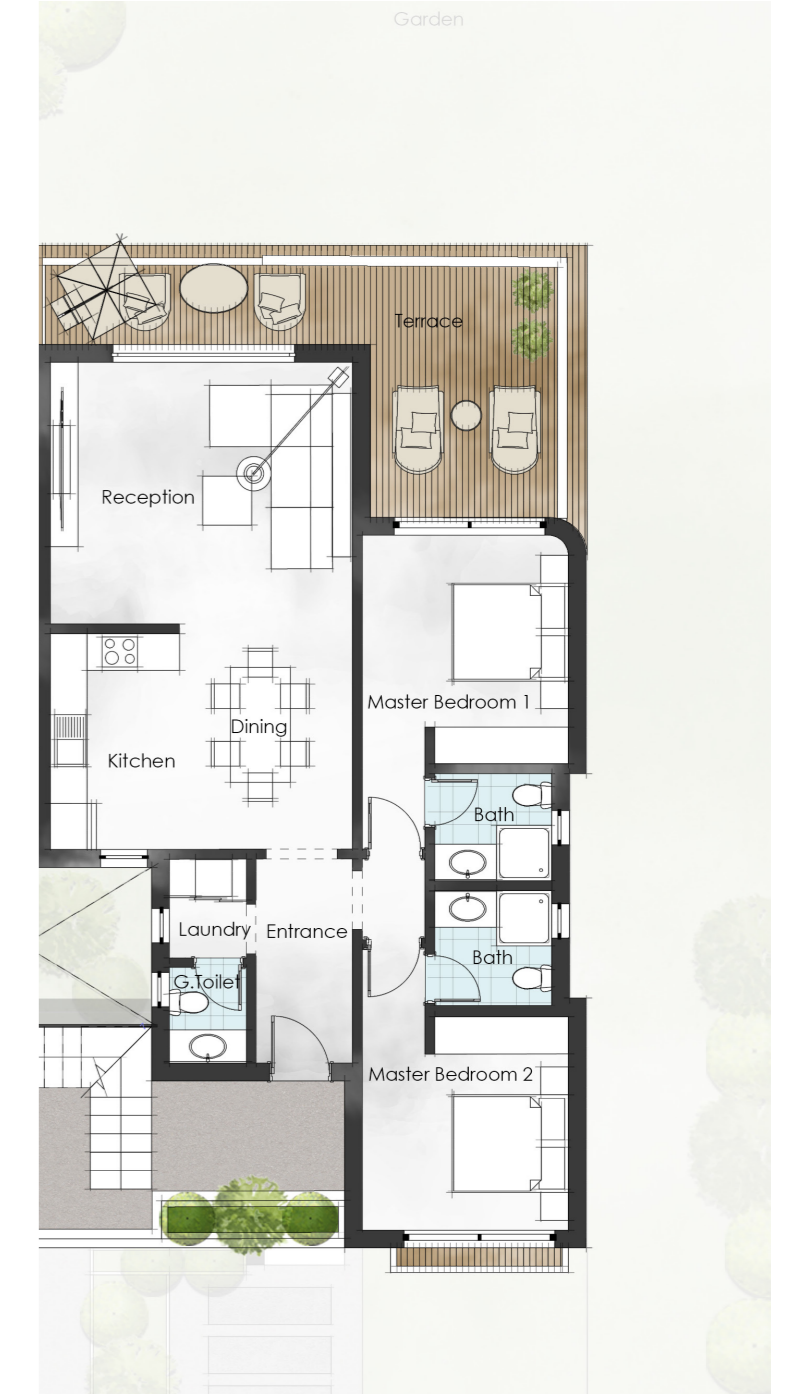 Garden
Terrace
Reception
Master Bedroom 1
Dining
Kitchen
Bath
Laundry
Entrance
Bath
G.Toilet
Master Bedroom 2